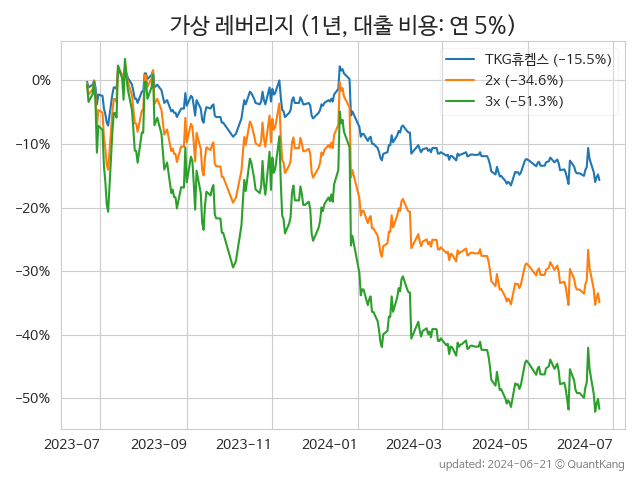 가상 레버리지 (1년, 대출 비용: 연 5%)
TKG휴켐스 (−15.5%)
2x (−34.6%)
3x (−51.3%)
0%
−10%
−20%
−30%
−40%
−50%
2023-07 2023-09 2023-11 2024-01 2024-03 2024-05 2024-07
updated: 2024-06-21 © QuantKang